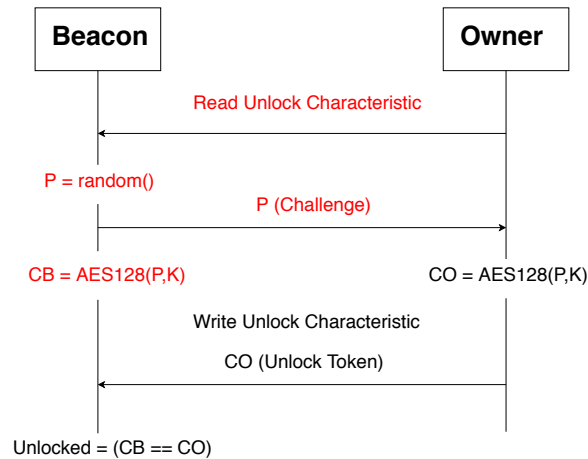 Beacon
Owner
Read Unlock Characteristic
P = random()
P (Challenge)
CB = AES128(P,K)
CO = AES128(P,K)
Write Unlock Characteristic
CO (Unlock Token)
Unlocked = (CB == CO)